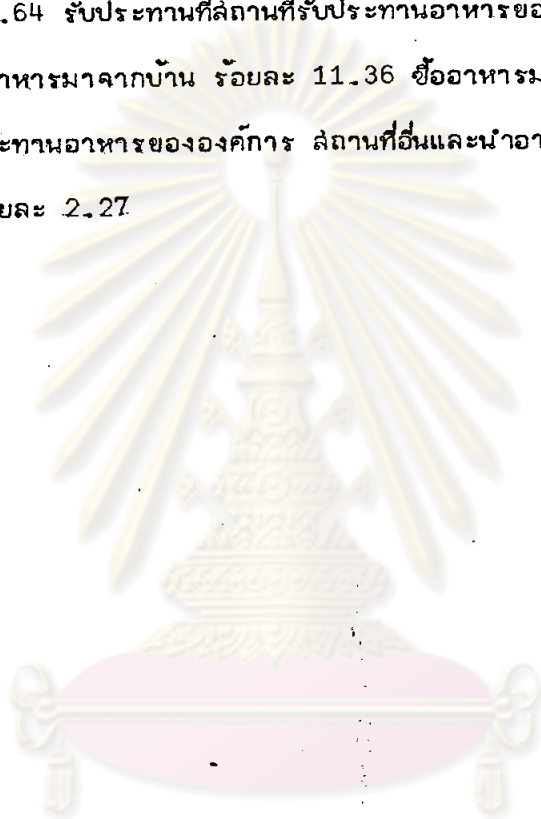 .64 รับประทานที่สถานที่รับประทานอาหารขอ
าหารมาจากบ้าน ร้อยละ 11.36 ซื้ออาหารม
ะทานอาหารขององค์การ สถานที่อื่นและนำอา
ยละ 2.27